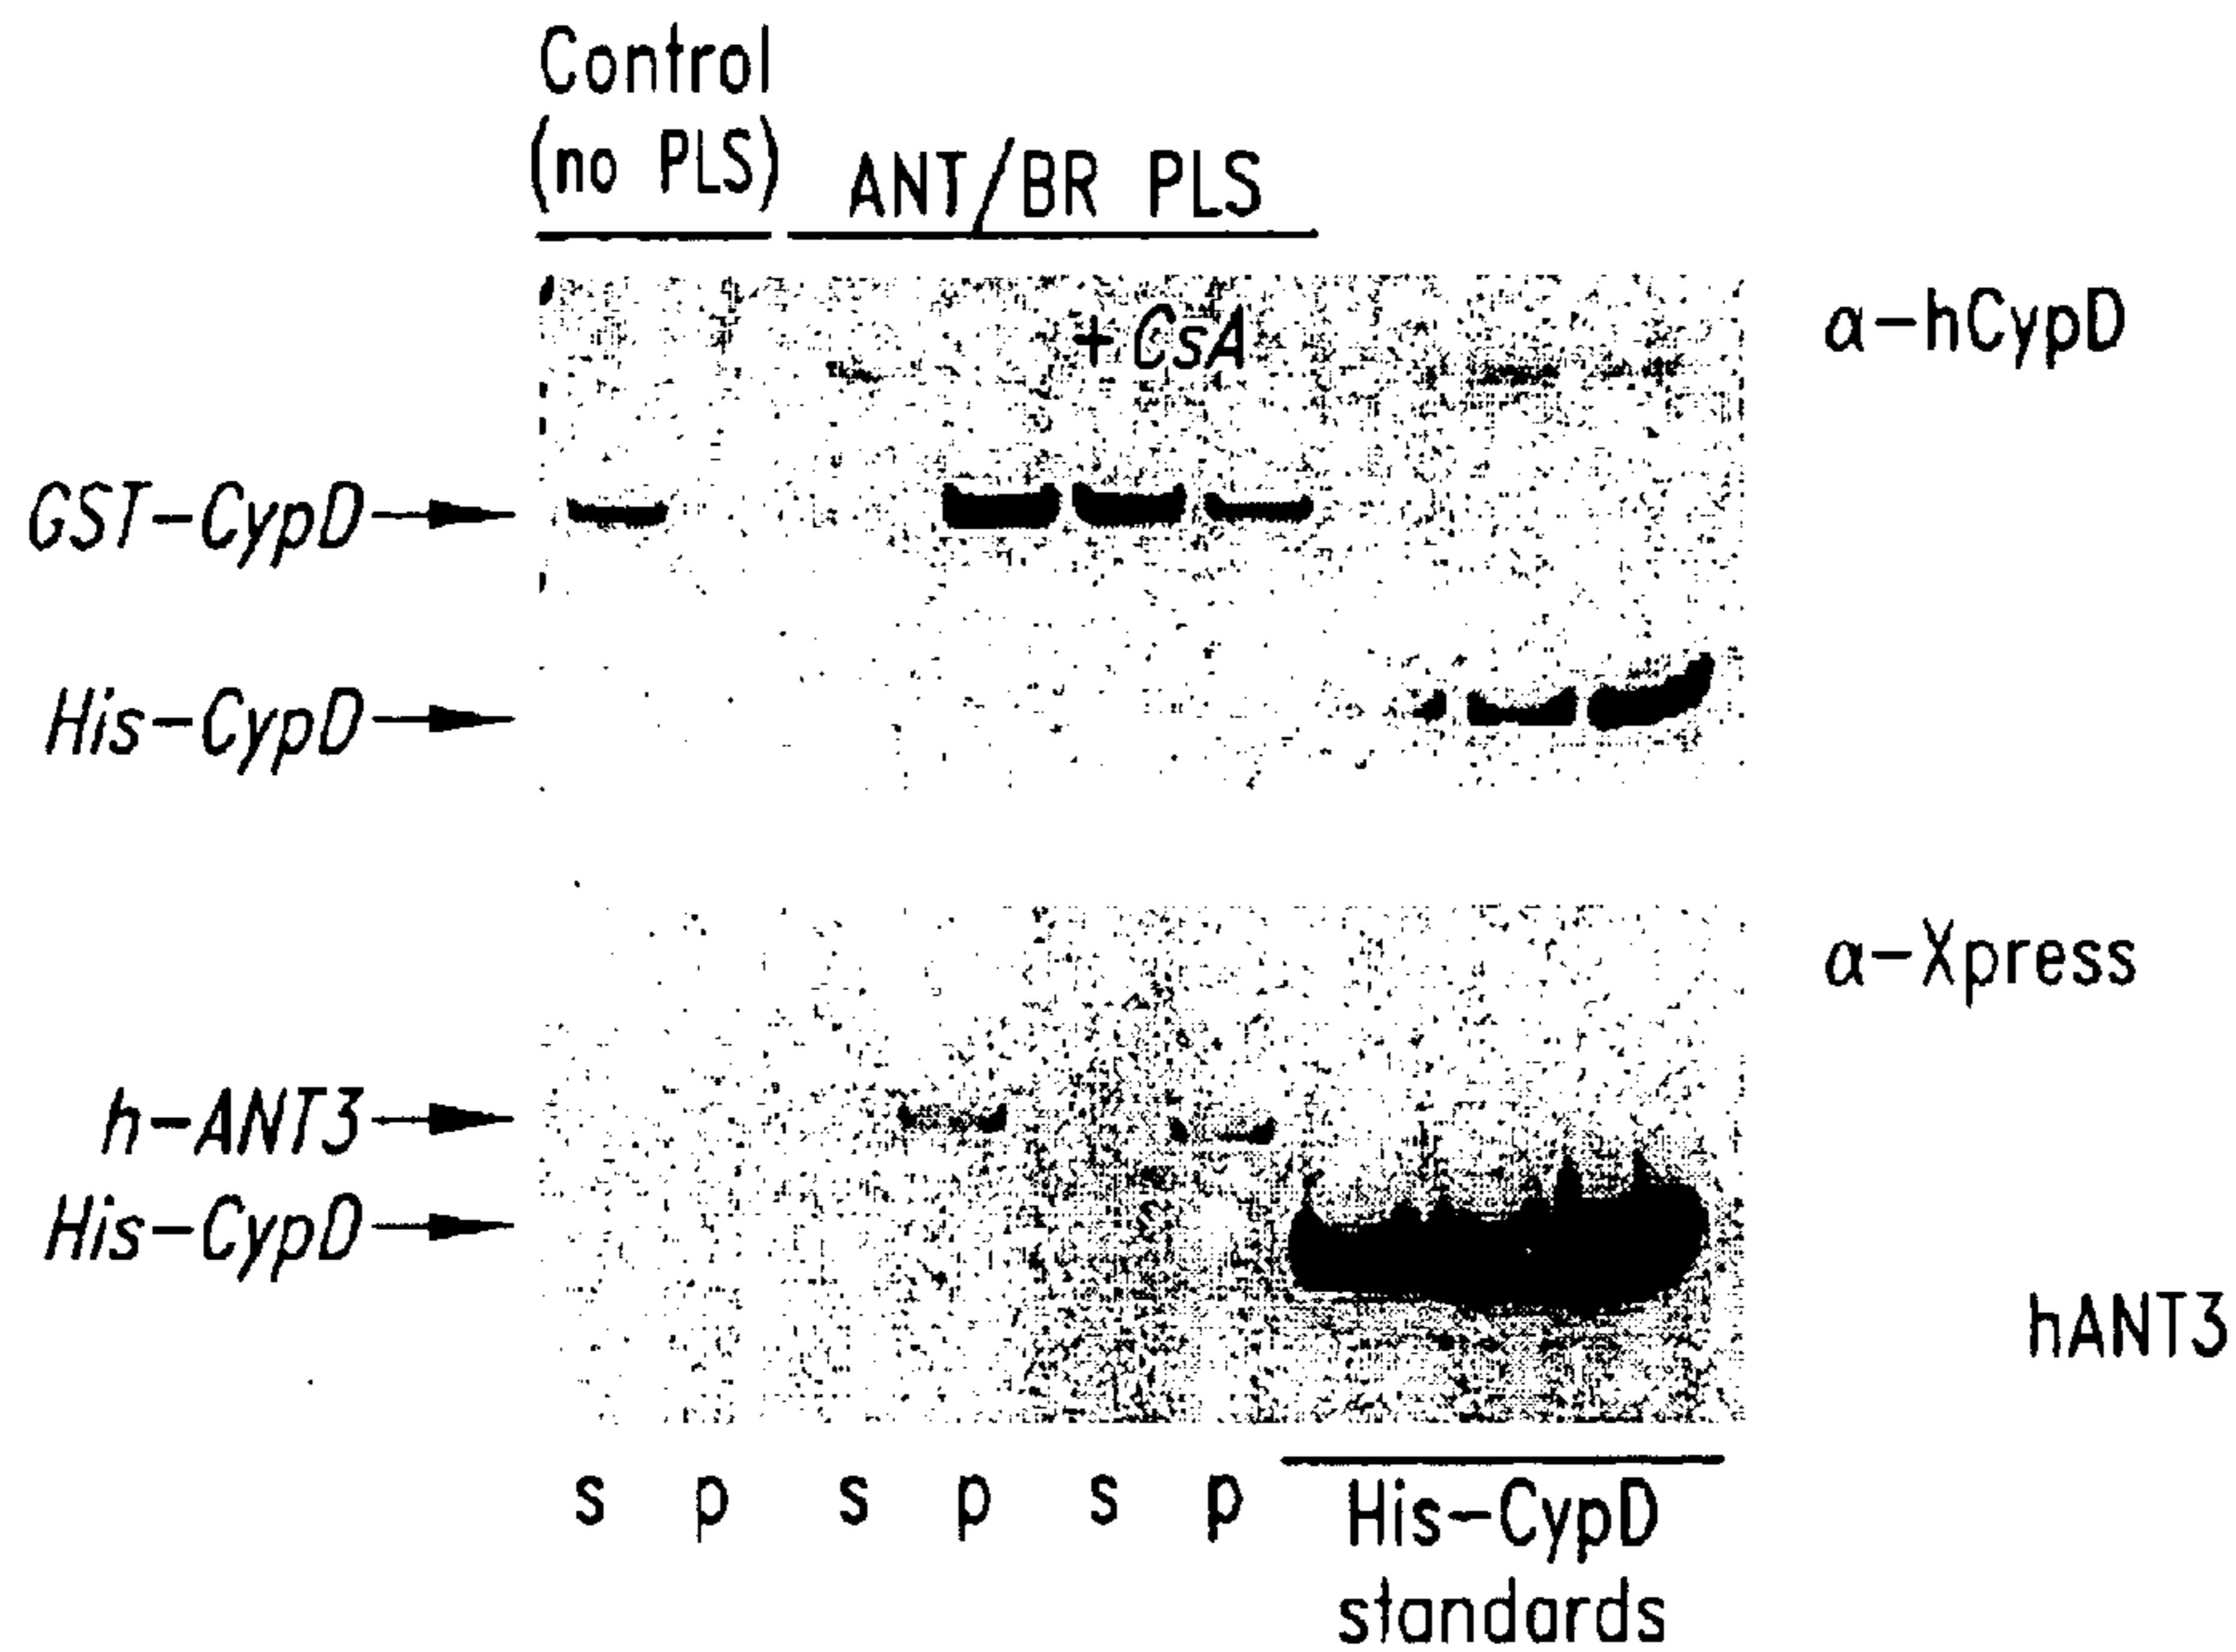 Control
(no PLS)
ANT/BR PLS
+ CsA
α-hCypD
GST-CypD
His-CypD
α-Xpress
h-ANT3
His-CypD
hANT3
s p s p s p
His-CypD
standards